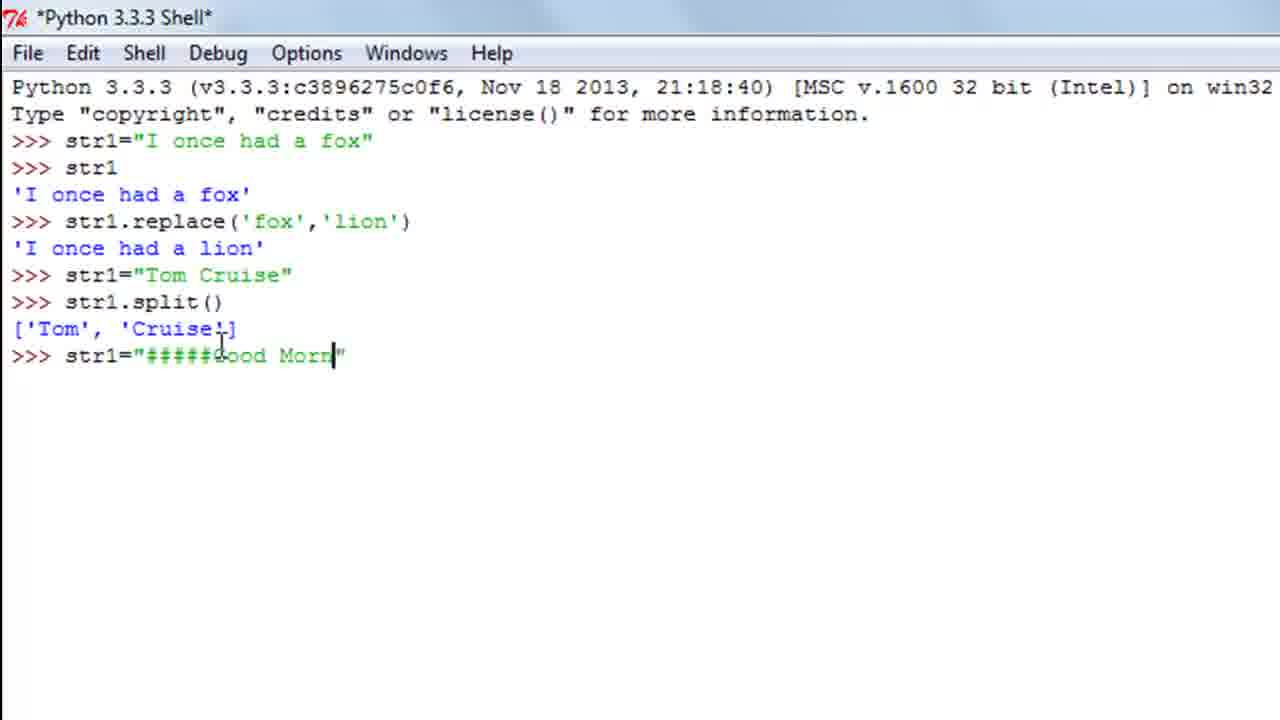 *Python 3.3.3 Shell*
File Edit Shell Debug Options Windows Help
Python 3.3.3 (v3.3.3:c3896275c0f6, Nov 18 2013, 21:18:40) [MSC v.1600 32 bit (Intel)] on win32
Type "copyright", "credits" or "license()" for more information.
>>> str1="I once had a fox"
>>> str1
'I once had a fox'
>>> str1.replace('fox','lion')
'I once had a lion'
>>> str1="Tom Cruise"
>>> str1.split()
['Tom', 'Cruise']
>>> str1="#####Good Morn"